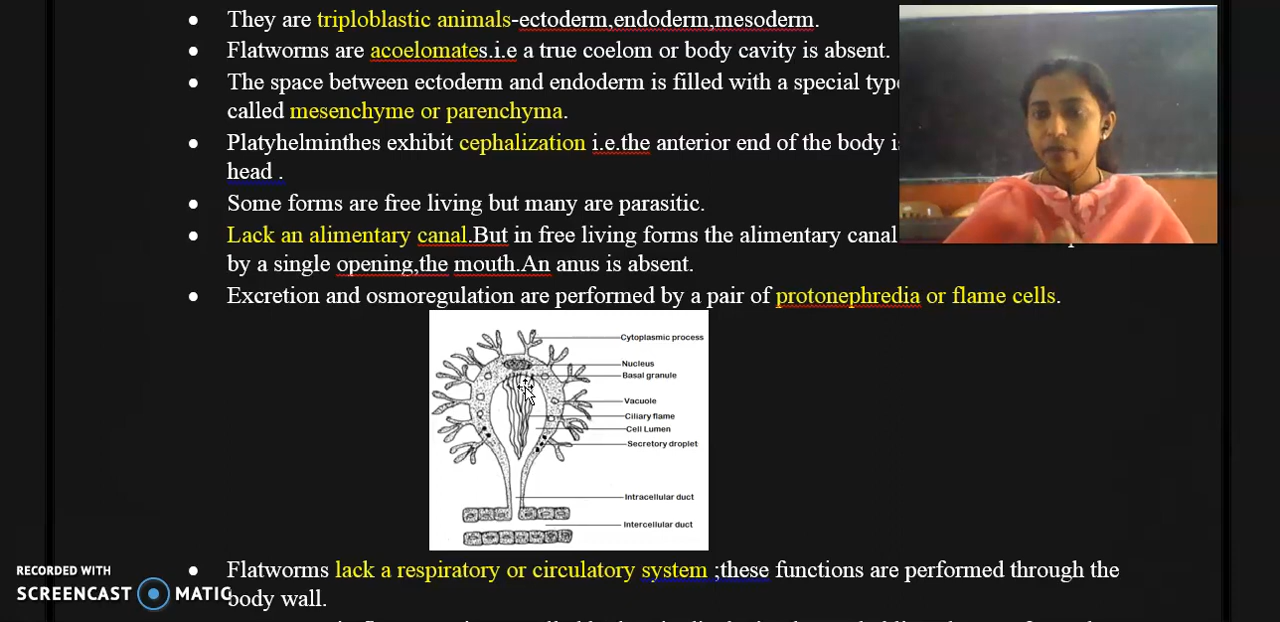 They are triploblastic animals-ectoderm,endoderm,mesoderm.
Flatworms are acoelomates.i.e a true coelom or body cavity is absent.
The space between ectoderm and endoderm is filled with a special
called mesenchyme or parenchyma.
Platyhelminthes exhibit cephalization i.e.the anterior end of the body
head .
Some forms are free living but many are parasitic.
Lack an alimentary canal.But in free living forms the alimentary canal
by a single opening,the mouth.An anus is absent.
Excretion and osmoregulation are performed by a pair of protonephredia or flame cells.
Cytoplasmic process
Nucleus
Basal granule
Vacuole
Ciliary flame
Cell Lumen
Secretory droplet
Intracellular duct
Intercellular duct
Flatworms lack a respiratory or circulatory system ;these functions are performed through the
body wall.
RECORDED WITH
SCREENCAST MATIC